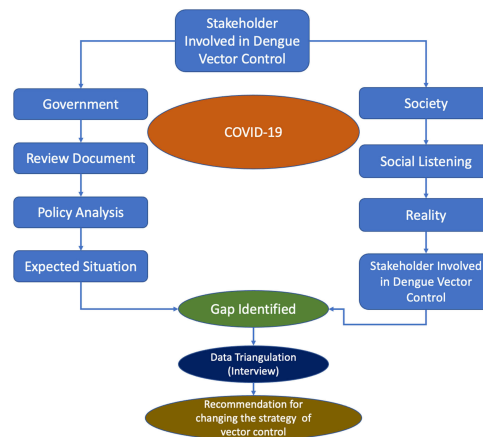 Stakeholder
Involved in Dengue
Vector Control
Government
Society
COVID-19
Review Document
Social Listening
Policy Analysis
Reality
Expected Situation
Stakeholder Involved
in Dengue Vector
Control
Gap Identified
Data Triangulation
(Interview)
Recommendation for
changing the strategy of
vector control